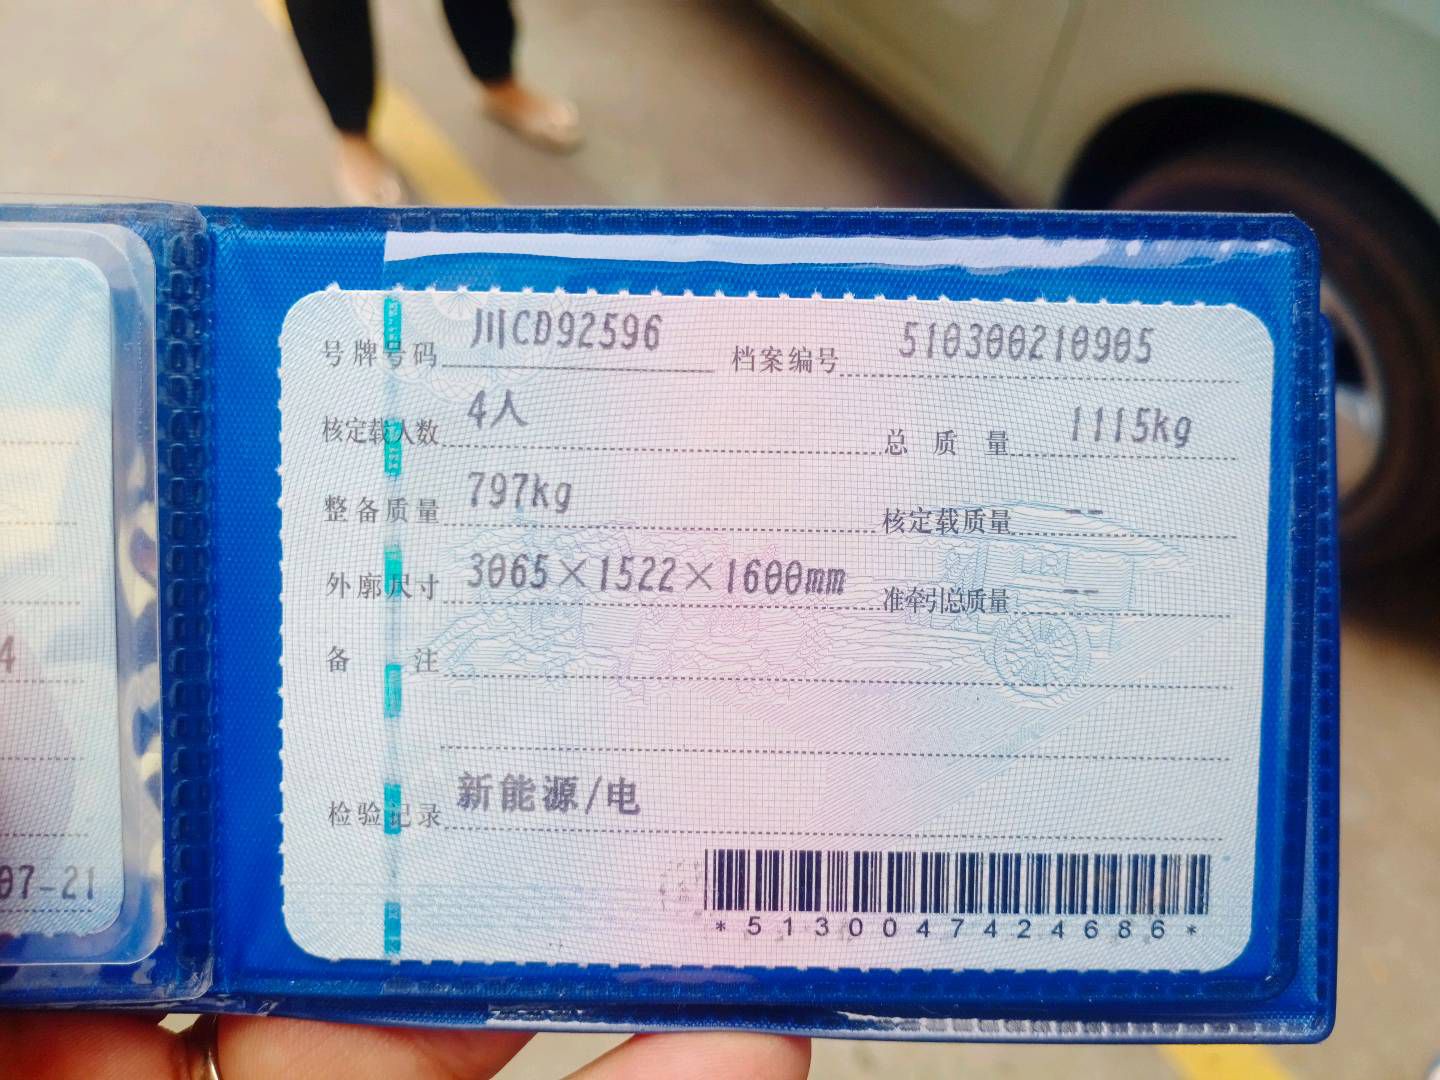 号牌号码 川CD92596 档案编号 510300210905
核定载人数 4人 总质量 1115kg
整备质量 797kg 核定载质量 --
外廓尺寸 3065×1522×1600mm 准牵引总质量 --
备注
检验记录 新能源/电
*5130047424686*
4
07-21